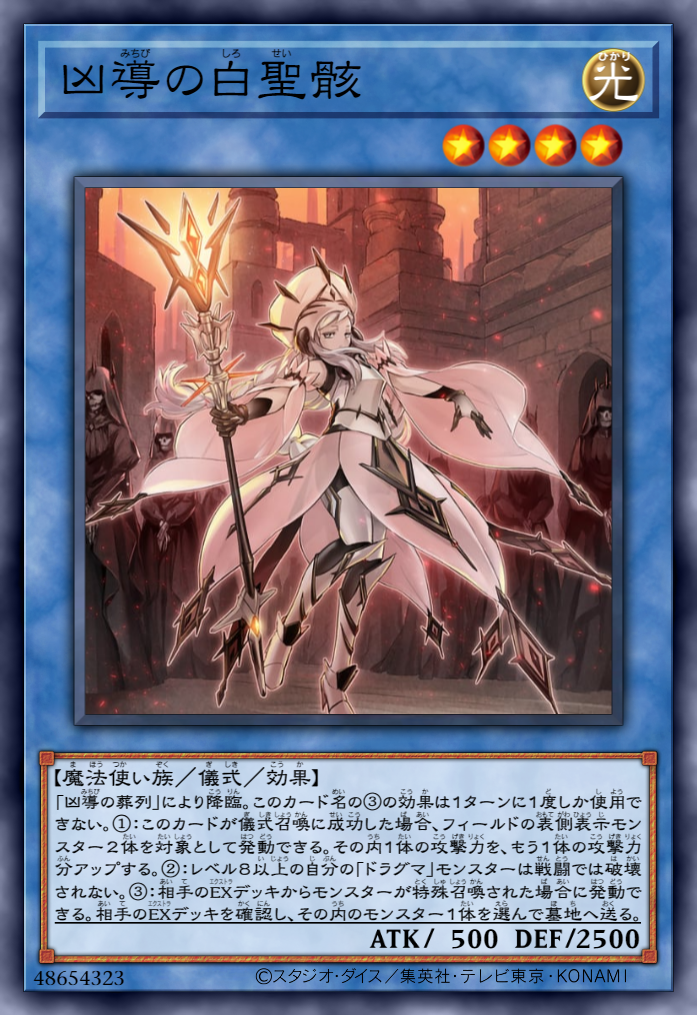 凶導の白聖骸
光
【魔法使い族／儀式／効果】
「凶導の葬列」により降臨。このカード名の③の効果は１ターンに１度しか使用で
きない。①：このカードが儀式召喚に成功した場合、フィールドの表側表示モン
スター２体を対象として発動できる。その内１体の攻撃力を、もう１体の攻撃力
分アップする。②：レベル８以上の自分の「ドラグマ」モンスターは戦闘では破壊
されない。③：相手のEXデッキからモンスターが特殊召喚された場合に発動で
きる。相手のEXデッキを確認し、その内のモンスター１体を選んで墓地へ送る。
ATK/ 500 DEF/2500
48654323 ©スタジオ・ダイス／集英社・テレビ東京・KONAMI